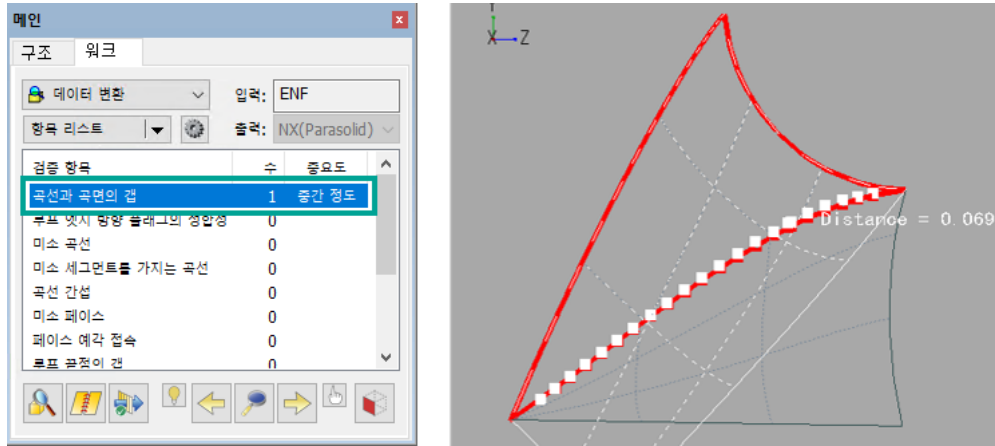 메인
구조 워크
데이터 변환 입력: ENF
항목 리스트 출력: NX(Parasolid)
검증 항목 수 중요도
곡선과 곡면의 갭 1 중간 정도
루프 엣지 방향 플래그의 정합성 0
미소 곡선 0
미소 세그먼트를 가지는 곡선 0
곡선 간섭 0
미소 페이스 0
페이스 예각 접속 0
루프 끝점의 갭 0
Y
X Z
Distance = 0.069